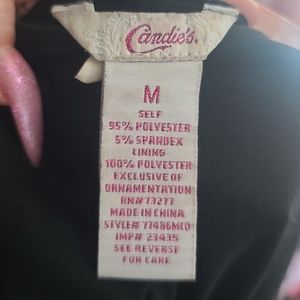 Candie's.
M
SELF
95% POLYESTER
5% SPANDEX
LINING
100% POLYESTER
EXCLUSIVE OF
ORNAMENTATION
RN#73277
MADE IN CHINA
STYLE# 77486MCD
IMP# 23435
SEE REVERSE
FOR CARE